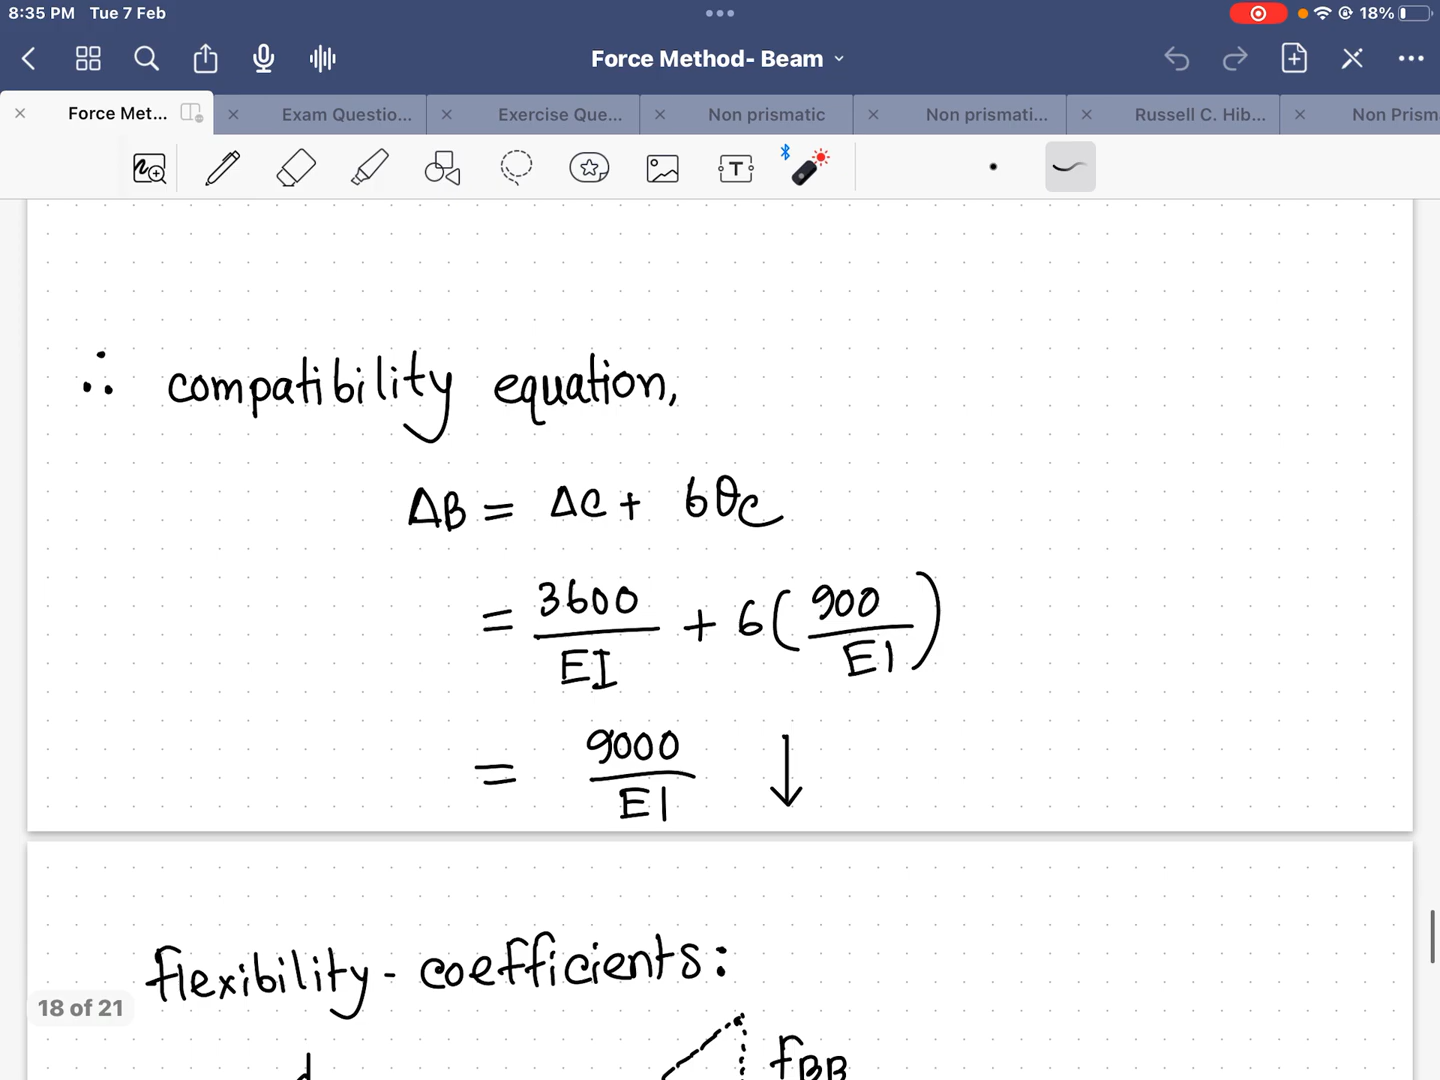 8:35 PM Tue 7 Feb
18%
Force Method- Beam
Force Met...
Exam Questio...
Exercise Que...
Non prismatic
Non prismati...
Russell C. Hib...
Non Prism
T
∴ compatibility equation,
ΔB = ΔC + 6θc
= 3600/EI + 6(900/EI)
= 9000/EI ↓
flexibility - coefficients:
18 of 21
fBB